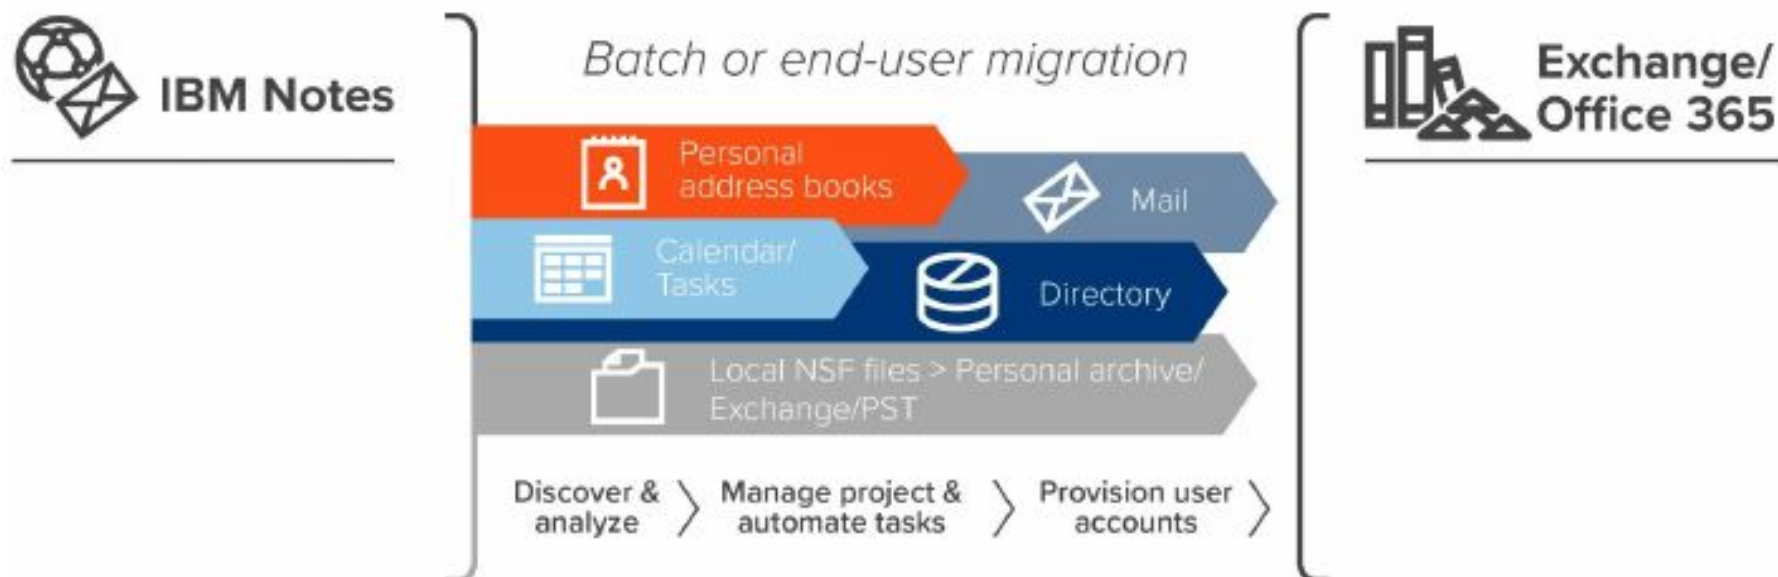 IBM Notes
Batch or end-user migration
Personal
address books
Mail
Calendar/
Tasks
Directory
Local NSF files > Personal archive/
Exchange/PST
Discover &
analyze
Manage project &
automate tasks
Provision user
accounts
Exchange/
Office 365